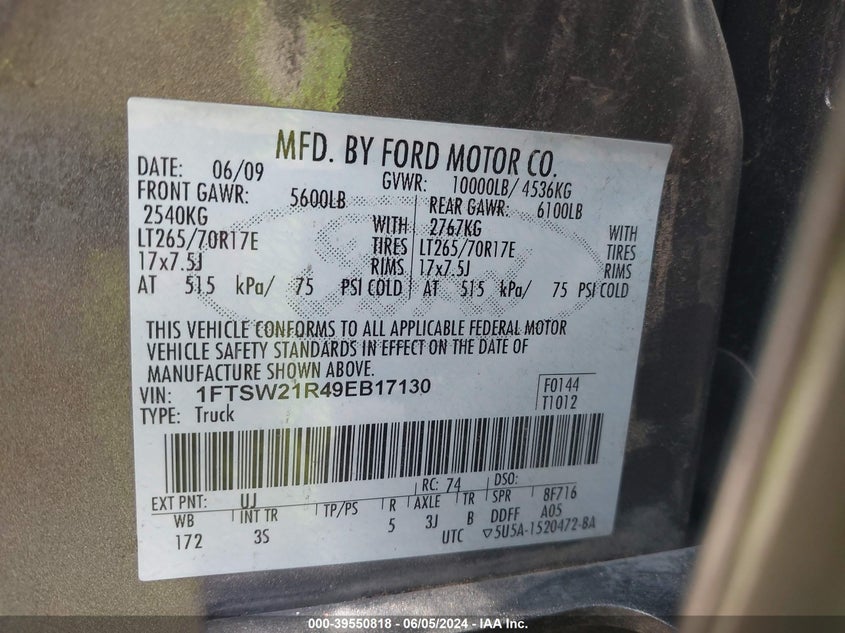 MFD. BY FORD MOTOR CO.
DATE: 06/09 GVWR: 10000LB/ 4536KG
FRONT GAWR: 5600LB REAR GAWR: 6100LB
2540KG WITH 2767KG WITH
LT265/70R17E TIRES LT265/70R17E TIRES
17x7.5J RIMS 17x7.5J RIMS
AT 515 kPa/ 75 PSI COLD AT 515 kPa/ 75 PSI COLD
THIS VEHICLE CONFORMS TO ALL APPLICABLE FEDERAL MOTOR
VEHICLE SAFETY STANDARDS IN EFFECT ON THE DATE OF
MANUFACTURE SHOWN ABOVE.
VIN: 1FTSW21R49EB17130 F0144
TYPE: Truck T1012
EXT PNT: UJ RC: 74 DSO:
WB INT TR TP/PS R AXLE TR SPR 8F716
172 3S 5 3J B DDFF A05
UTC ▽5U5A-1520472-BA
000-39550818 - 06/05/2024 - IAA Inc.